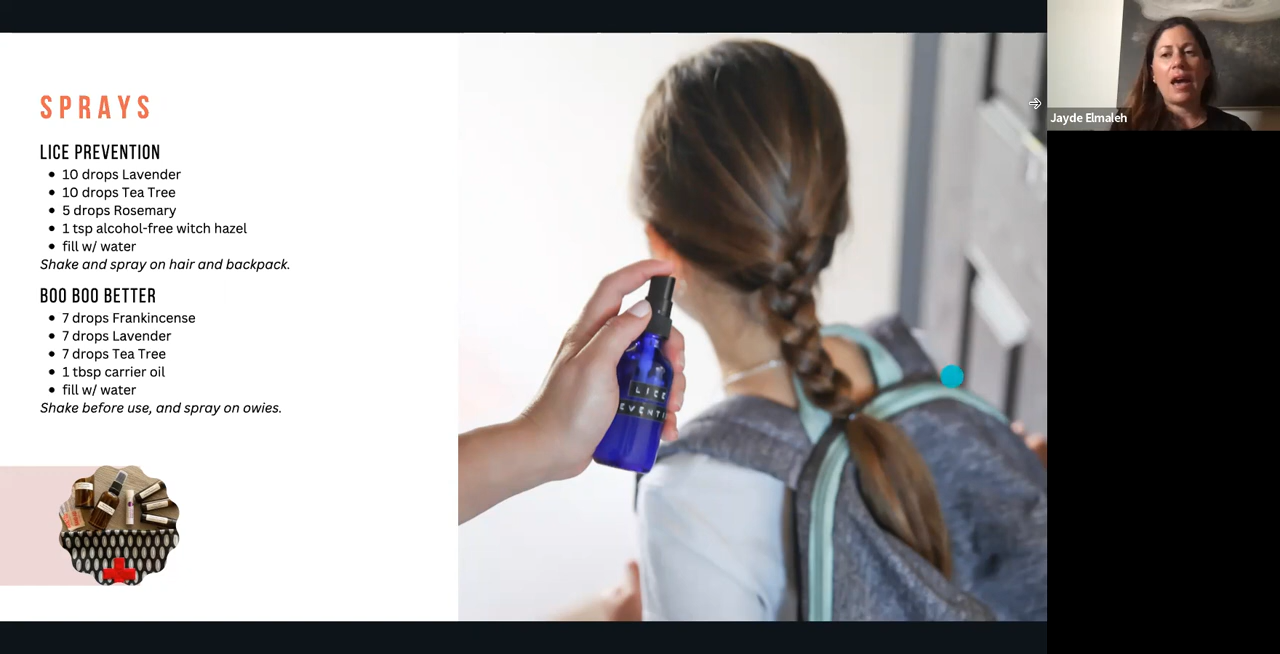 SPRAYS
LICE PREVENTION
• 10 drops Lavender
• 10 drops Tea Tree
• 5 drops Rosemary
• 1 tsp alcohol-free witch hazel
• fill w/ water
Shake and spray on hair and backpack.
BOO BOO BETTER
• 7 drops Frankincense
• 7 drops Lavender
• 7 drops Tea Tree
• 1 tbsp carrier oil
• fill w/ water
Shake before use, and spray on owies.
LICE
EVENTI
Jayde Elmaleh